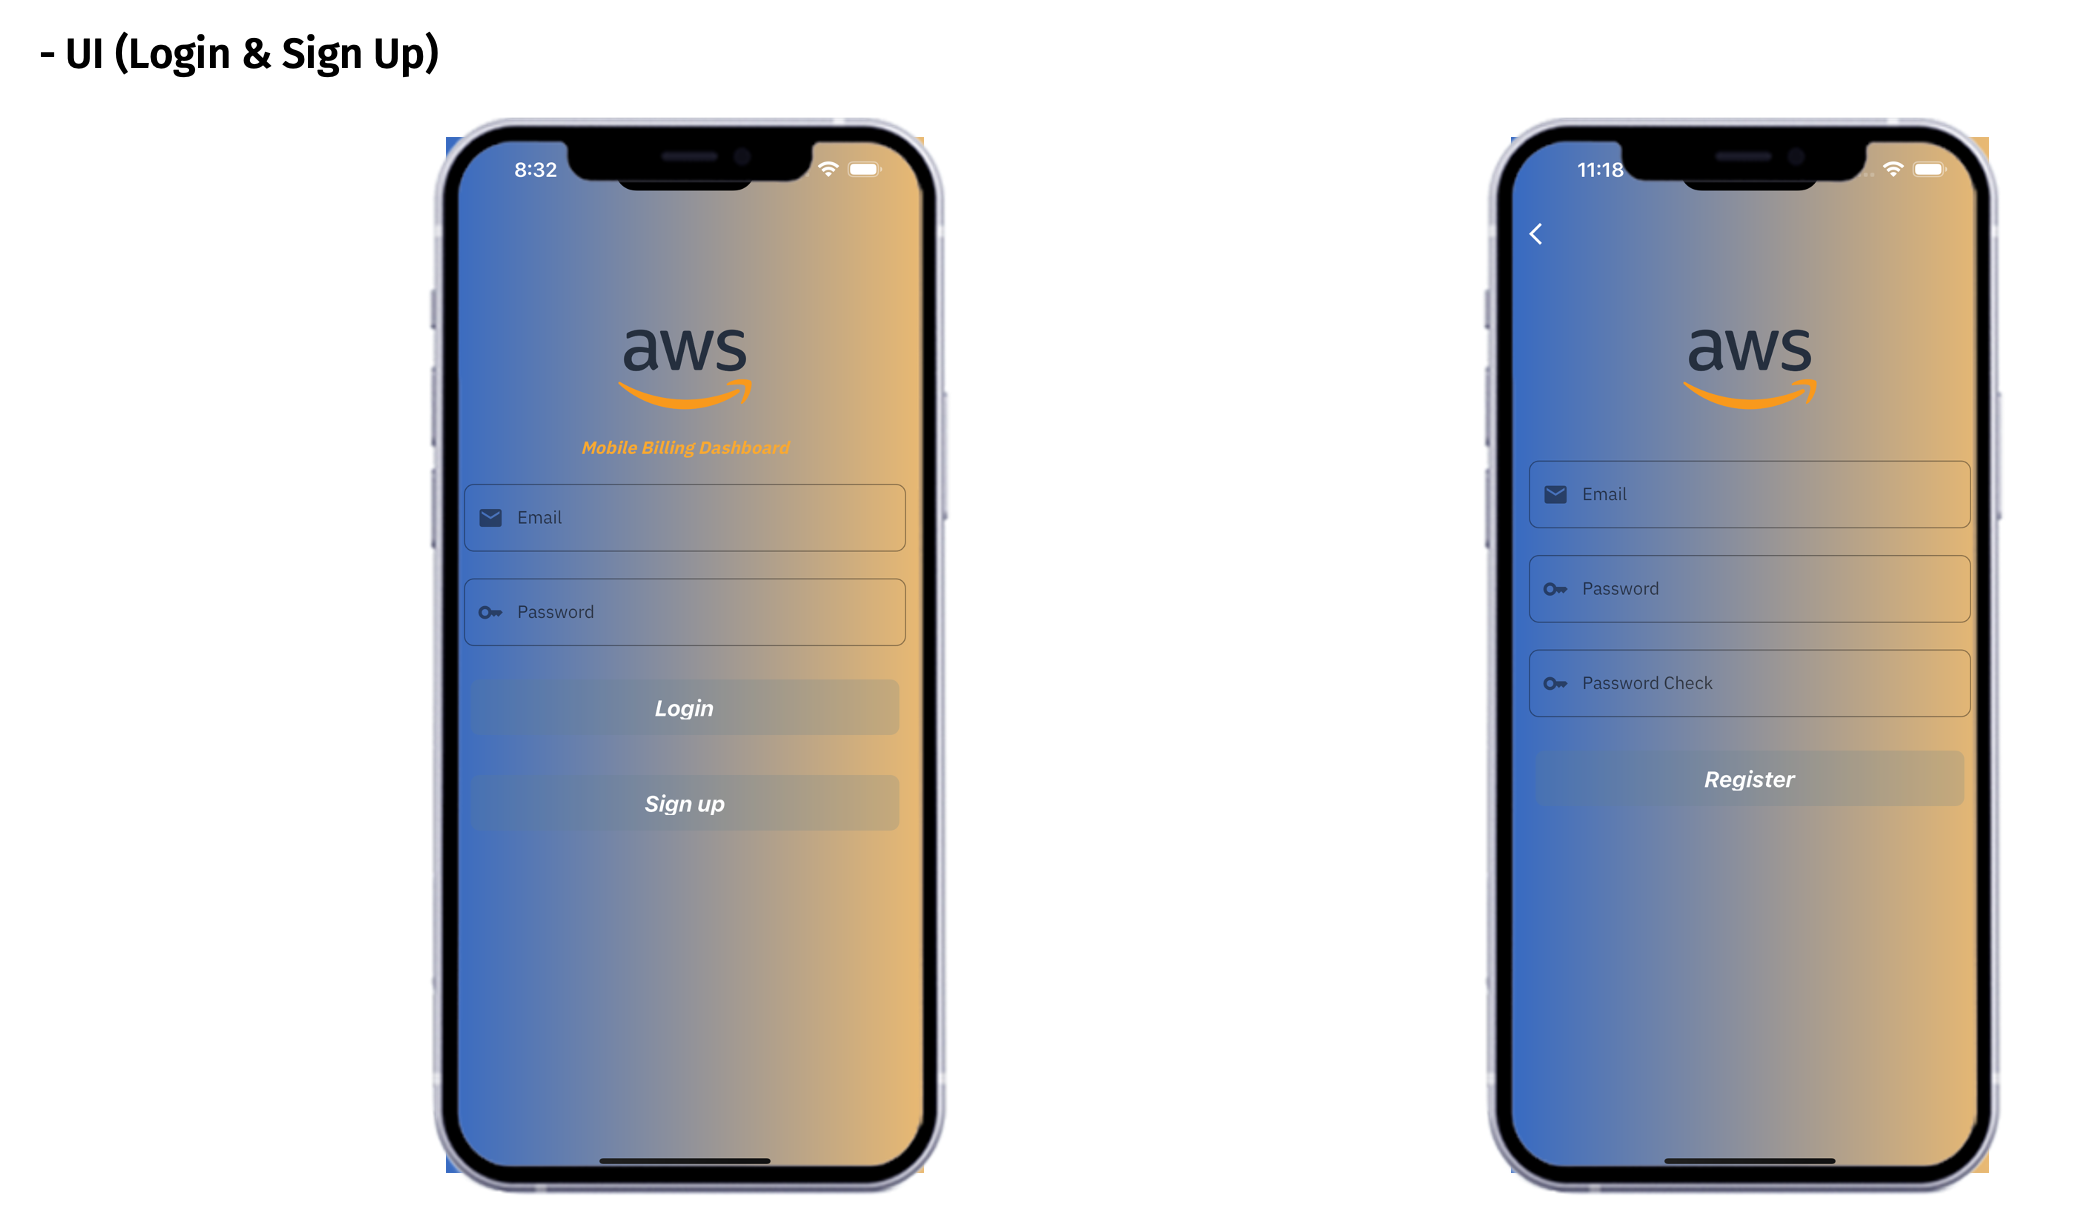 - UI (Login & Sign Up)
8:32
aws
Mobile Billing Dashboard
Email
Password
Login
Sign up
11:18
aws
Email
Password
Password Check
Register